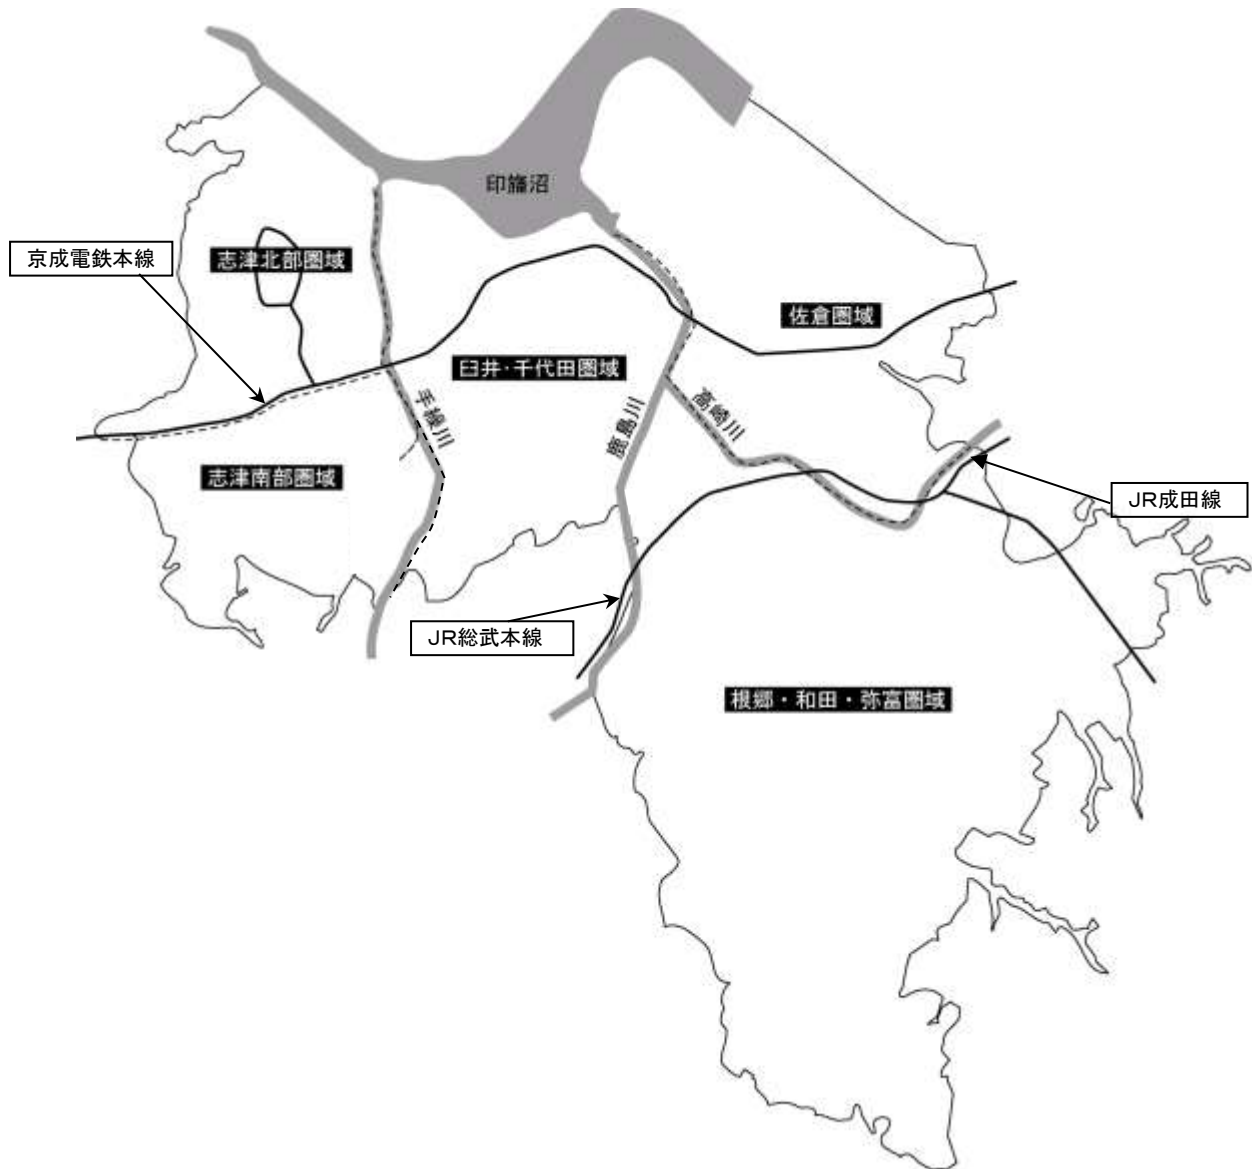 印旛沼
京成電鉄本線
志津北部圏域
佐倉圏域
臼井・千代田圏域
手繰川
鹿島川
高崎川
志津南部圏域
JR成田線
JR総武本線
根郷・和田・弥富圏域